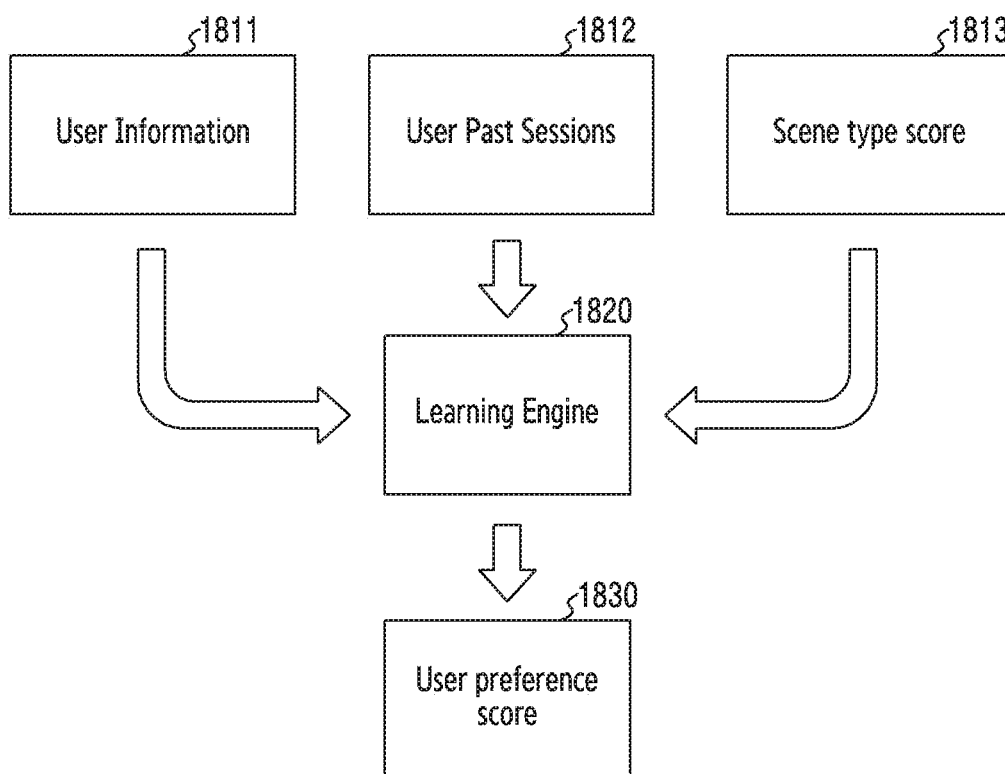 1811
1812
1813
User Information
User Past Sessions
Scene type score
1820
Learning Engine
1830
User preference
score